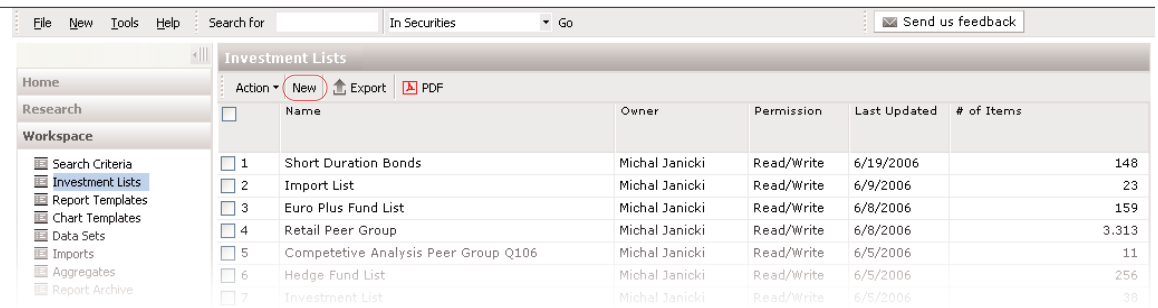 File New Tools Help Search for In Securities Go Send us feedback
Investment Lists
Home
Action New Export PDF
Research
Name Owner Permission Last Updated # of Items
Workspace
Search Criteria
1 Short Duration Bonds Michal Janicki Read/Write 6/19/2006 148
Investment Lists
2 Import List Michal Janicki Read/Write 6/9/2006 23
Report Templates
3 Euro Plus Fund List Michal Janicki Read/Write 6/8/2006 159
Chart Templates
4 Retail Peer Group Michal Janicki Read/Write 6/8/2006 3.313
Data Sets
Imports
5 Competetive Analysis Peer Group Q106 Michal Janicki Read/Write 6/5/2006 11
Aggregates
6 Hedge Fund List Michal Janicki Read/Write 6/5/2006 256
Report Archive
7 Investment List Michal Janicki Read/Write 6/5/2006 38